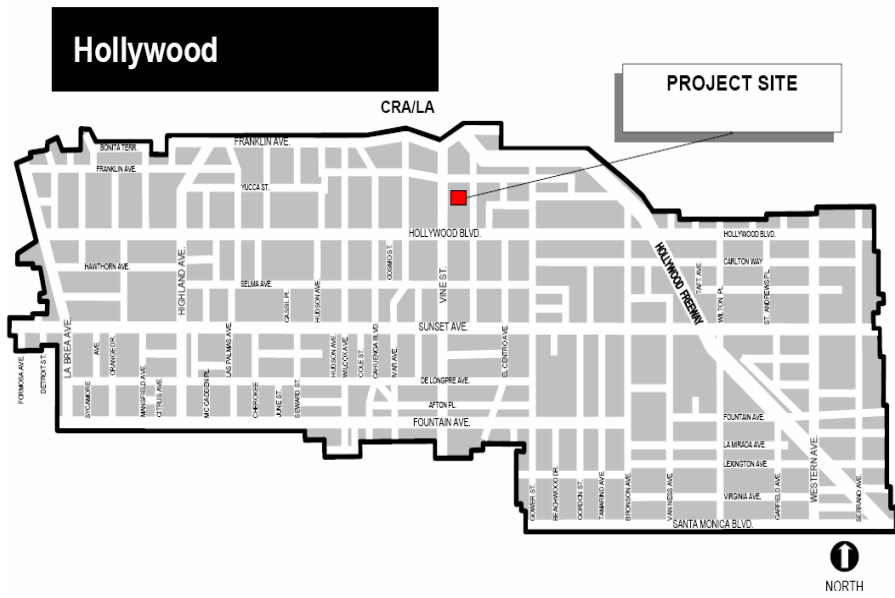 Hollywood
PROJECT SITE
CRA/LA
FRANKLIN AVE.
BONITA TERR.
FRANKLIN AVE.
YUCCA ST.
HOLLYWOOD BLVD.
HOLLYWOOD BLVD.
HAWTHORN AVE.
HIGHLAND AVE.
COSMO ST.
VINE ST.
HOLLYWOOD FREEWAY
CARLTON WAY
TAFT AVE.
WILTON PL.
ST. ANDREWS PL.
SELMA AVE.
CASSIL PL.
HUDSON AVE.
SUNSET AVE.
LA BREA AVE.
FORMOSA AVE.
DETROIT ST.
SYCAMORE AVE
ORANGE DR.
MANSFIELD AVE.
CITRUS AVE.
MC CADDEN PL.
LAS PALMAS AVE.
CHEROKEE
JUNE ST.
SEWARD ST.
HUDSON AVE.
WILCOX AVE.
COLE ST.
CAHUENGA BLVD.
IVAR AVE.
EL CENTRO AVE.
DE LONGPRE AVE.
AFTON PL.
FOUNTAIN AVE.
FOUNTAIN AVE.
LA MIRADA AVE.
LEXINGTON AVE.
VIRGINIA AVE.
GOWER ST.
BEACHWOOD DR.
GORDON ST.
TAMARIND AVE.
BRONSON AVE.
VAN NESS AVE.
GARFIELD AVE.
WESTERN AVE.
SERRANO AVE.
SANTA MONICA BLVD.
NORTH